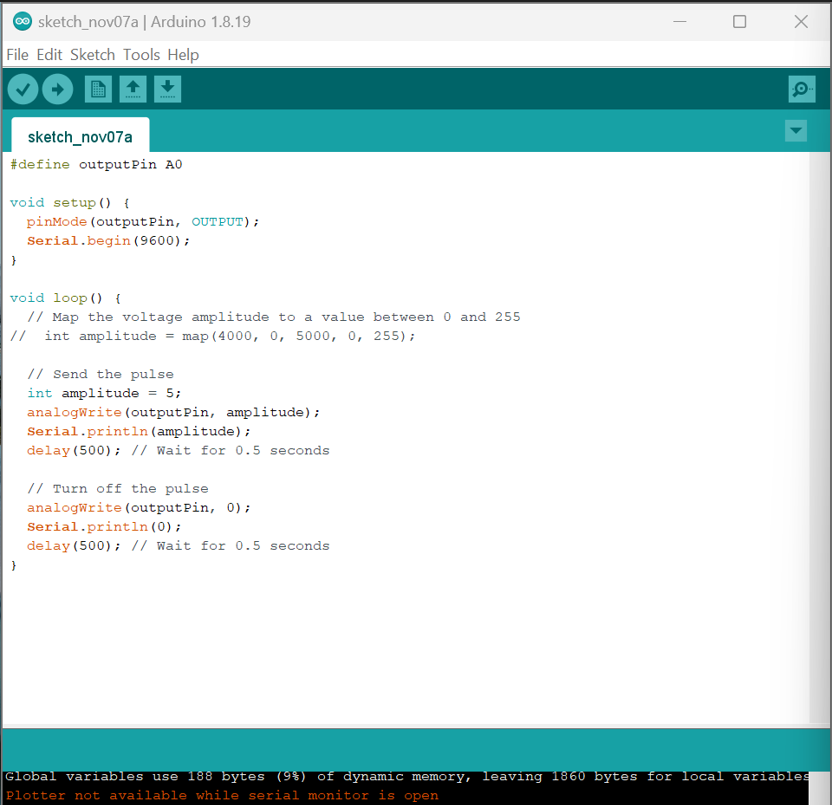 sketch_nov07a | Arduino 1.8.19
File Edit Sketch Tools Help
sketch_nov07a
#define outputPin A0
void setup() {
  pinMode(outputPin, OUTPUT);
  Serial.begin(9600);
}
void loop() {
  // Map the voltage amplitude to a value between 0 and 255
//  int amplitude = map(4000, 0, 5000, 0, 255);
  // Send the pulse
  int amplitude = 5;
  analogWrite(outputPin, amplitude);
  Serial.println(amplitude);
  delay(500); // Wait for 0.5 seconds
  // Turn off the pulse
  analogWrite(outputPin, 0);
  Serial.println(0);
  delay(500); // Wait for 0.5 seconds
}
Global variables use 188 bytes (9%) of dynamic memory, leaving 1860 bytes for local variables
Plotter not available while serial monitor is open